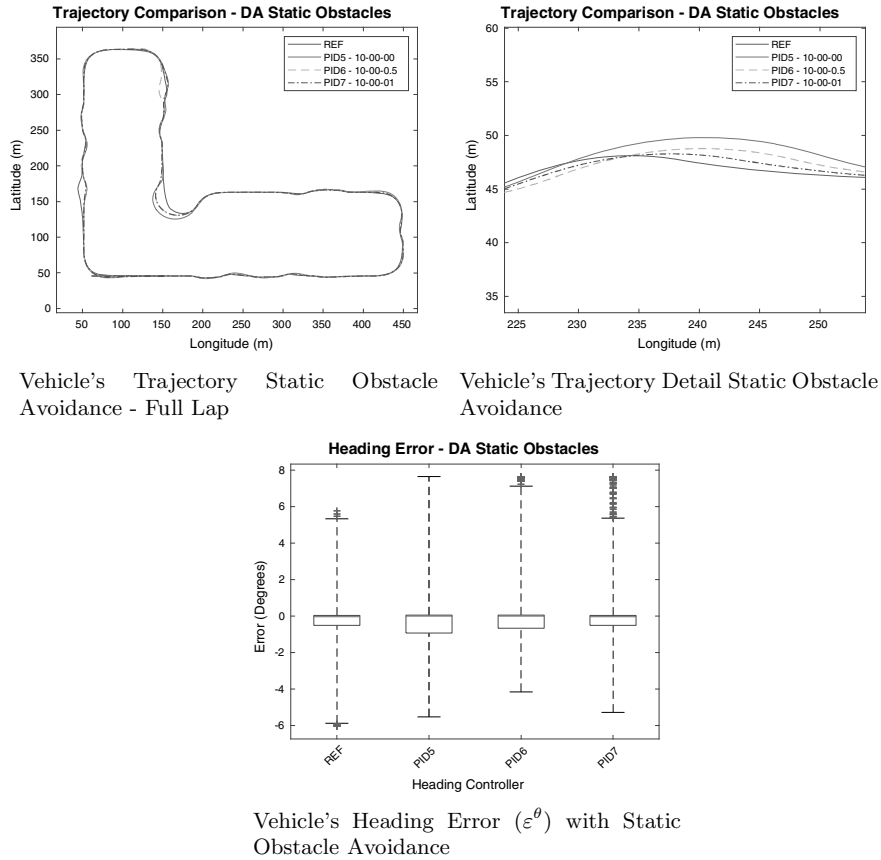 Trajectory Comparison - DA Static Obstacles
REF
PID5 - 10-00-00
PID6 - 10-00-0.5
PID7 - 10-00-01
350
300
250
200
150
100
50
0
Latitude (m)
50 100 150 200 250 300 350 400 450
Longitude (m)
Vehicle's Trajectory Static Obstacle
Avoidance - Full Lap
Trajectory Comparison - DA Static Obstacles
REF
PID5 - 10-00-00
PID6 - 10-00-0.5
PID7 - 10-00-01
60
55
50
45
40
35
Latitude (m)
225 230 235 240 245 250
Longitude (m)
Vehicle's Trajectory Detail Static Obstacle
Avoidance
Heading Error - DA Static Obstacles
8
6
4
2
0
-2
-4
-6
Error (Degrees)
REF PID5 PID6 PID7
Heading Controller
Vehicle's Heading Error (ε^θ) with Static
Obstacle Avoidance